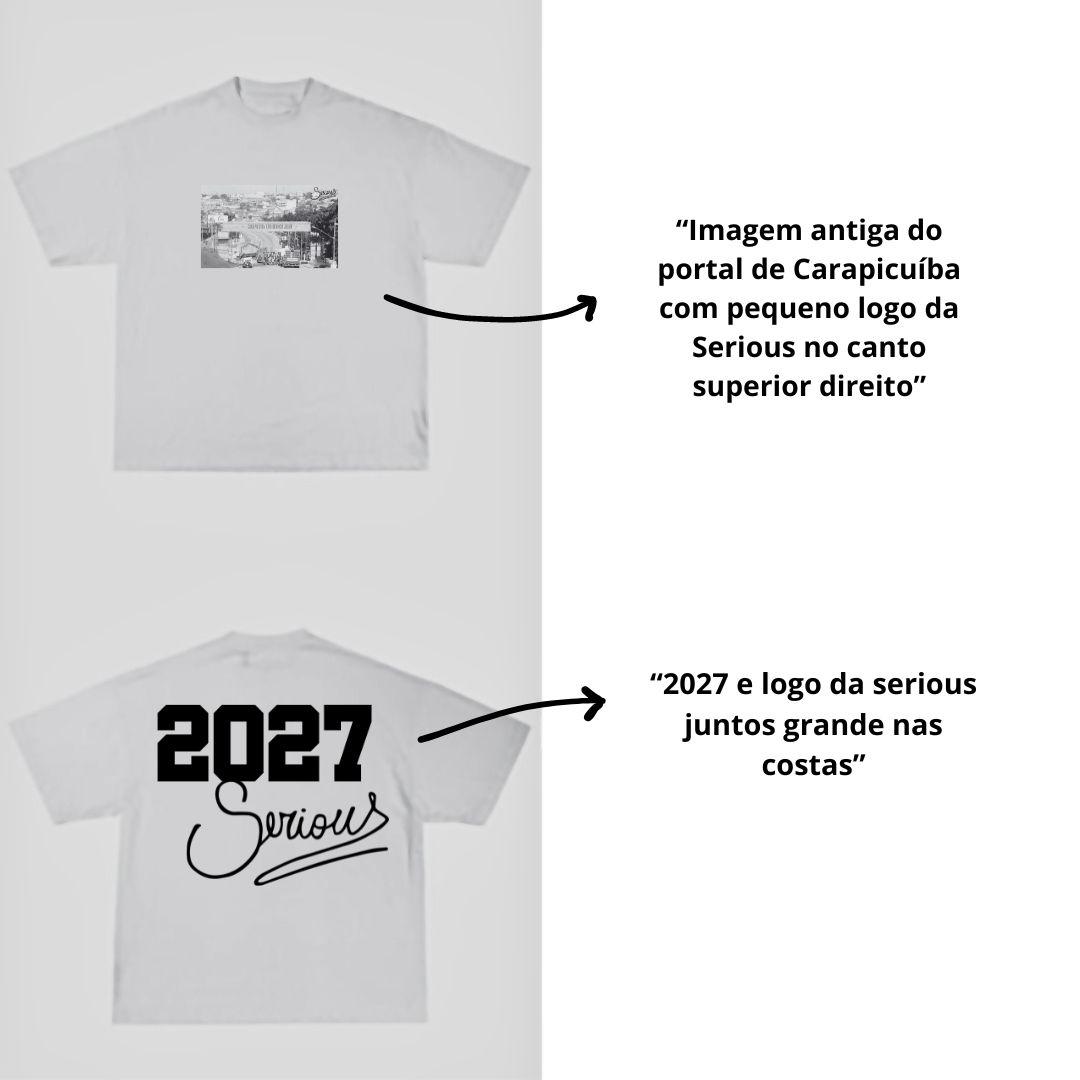 Serious
“Imagem antiga do
portal de Carapicuíba
com pequeno logo da
Serious no canto
superior direito”
2027
Serious
“2027 e logo da serious
juntos grande nas
costas”